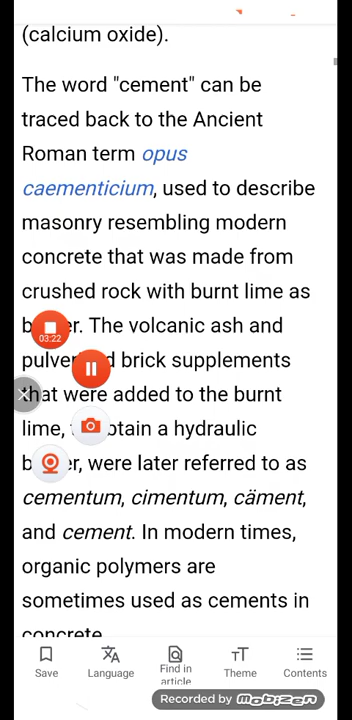 (calcium oxide).
The word "cement" can be
traced back to the Ancient
Roman term opus
caementicium, used to describe
masonry resembling modern
concrete that was made from
crushed rock with burnt lime as
The volcanic ash and
brick supplements
that were added to the burnt
lime, obtain a hydraulic
were later referred to as
cementum, cimentum, cäment,
and cement. In modern times,
organic polymers are
sometimes used as cements in
concrete
03:22
Save
Language
Find in
article
Theme
Contents
Recorded by mobizen